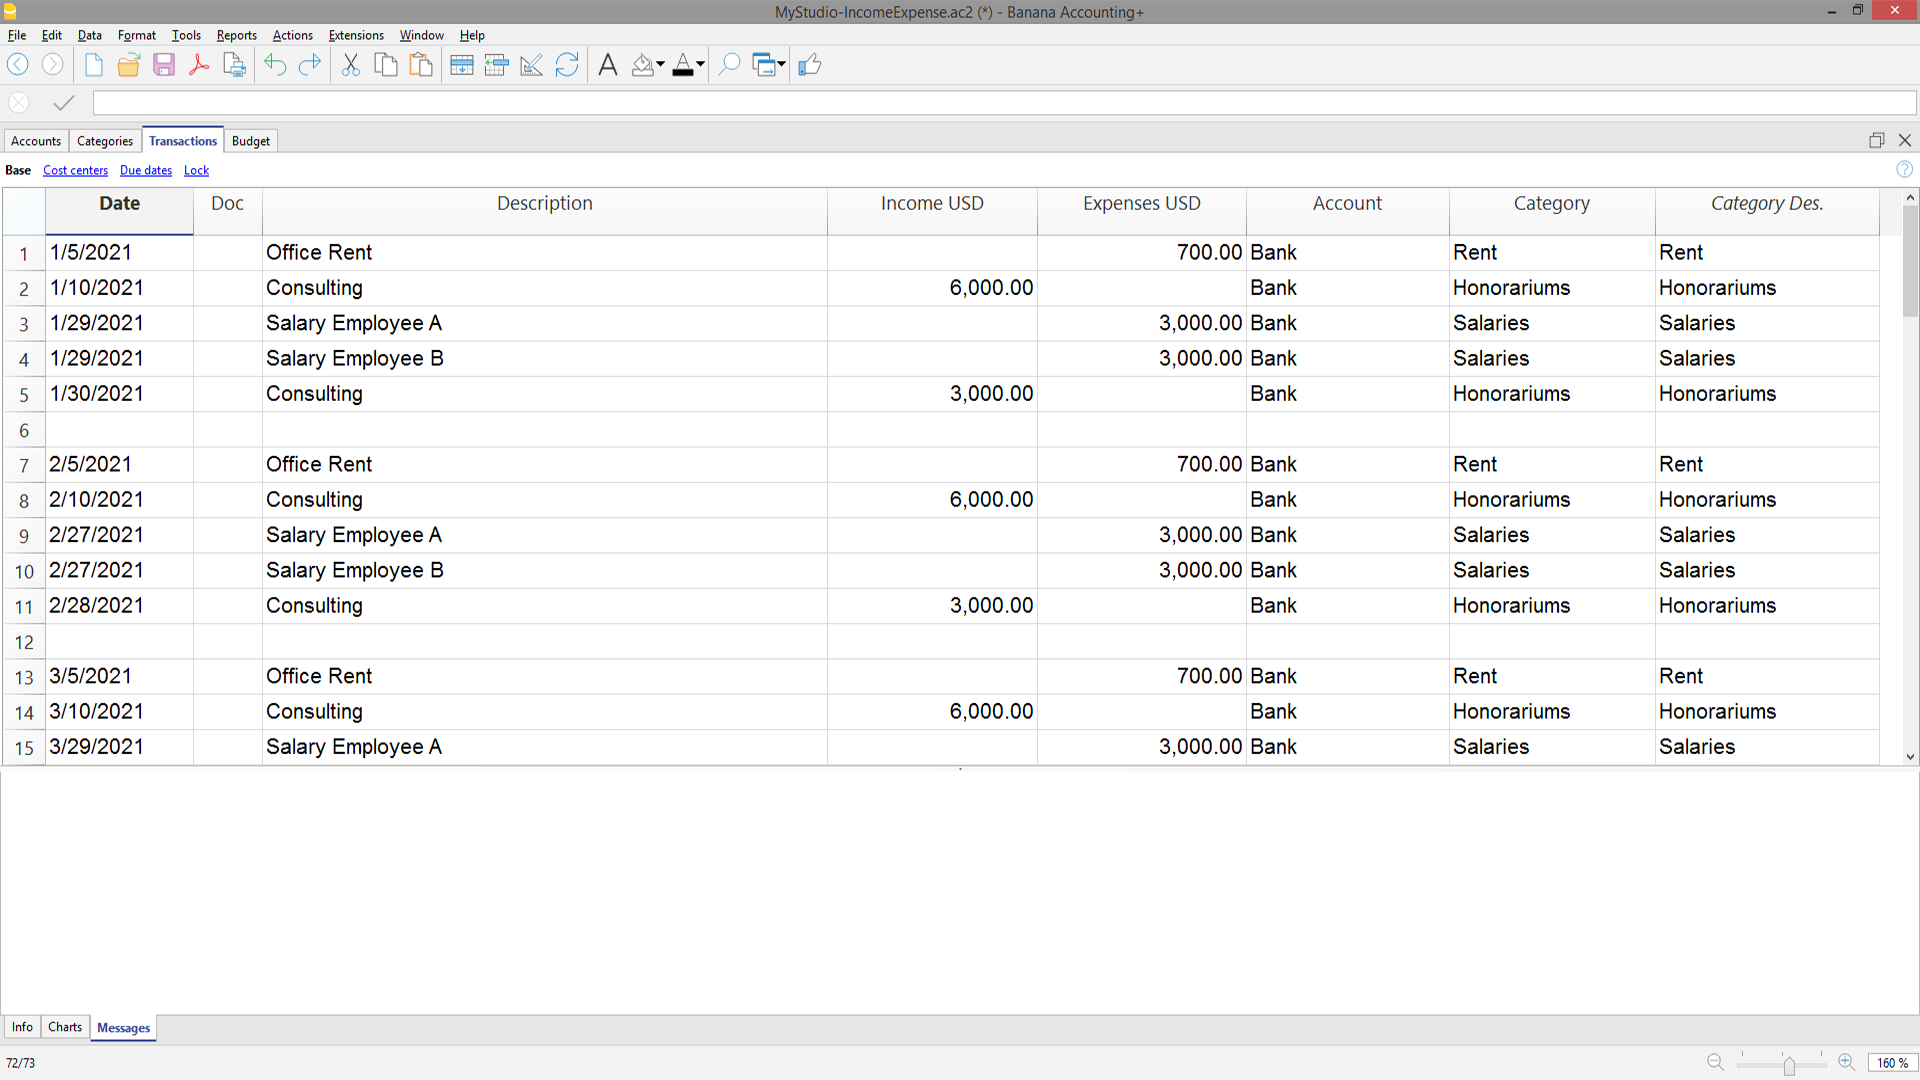 MyStudio-IncomeExpense.ac2 (*) - Banana Accounting+
File Edit Data Format Tools Reports Actions Extensions Window Help
Accounts Categories Transactions Budget
Base Cost centers Due dates Lock
Date Doc Description Income USD Expenses USD Account Category Category Des.
1 1/5/2021 Office Rent 700.00 Bank Rent Rent
2 1/10/2021 Consulting 6,000.00 Bank Honorariums Honorariums
3 1/29/2021 Salary Employee A 3,000.00 Bank Salaries Salaries
4 1/29/2021 Salary Employee B 3,000.00 Bank Salaries Salaries
5 1/30/2021 Consulting 3,000.00 Bank Honorariums Honorariums
6
7 2/5/2021 Office Rent 700.00 Bank Rent Rent
8 2/10/2021 Consulting 6,000.00 Bank Honorariums Honorariums
9 2/27/2021 Salary Employee A 3,000.00 Bank Salaries Salaries
10 2/27/2021 Salary Employee B 3,000.00 Bank Salaries Salaries
11 2/28/2021 Consulting 3,000.00 Bank Honorariums Honorariums
12
13 3/5/2021 Office Rent 700.00 Bank Rent Rent
14 3/10/2021 Consulting 6,000.00 Bank Honorariums Honorariums
15 3/29/2021 Salary Employee A 3,000.00 Bank Salaries Salaries
Info Charts Messages
72/73 160 %